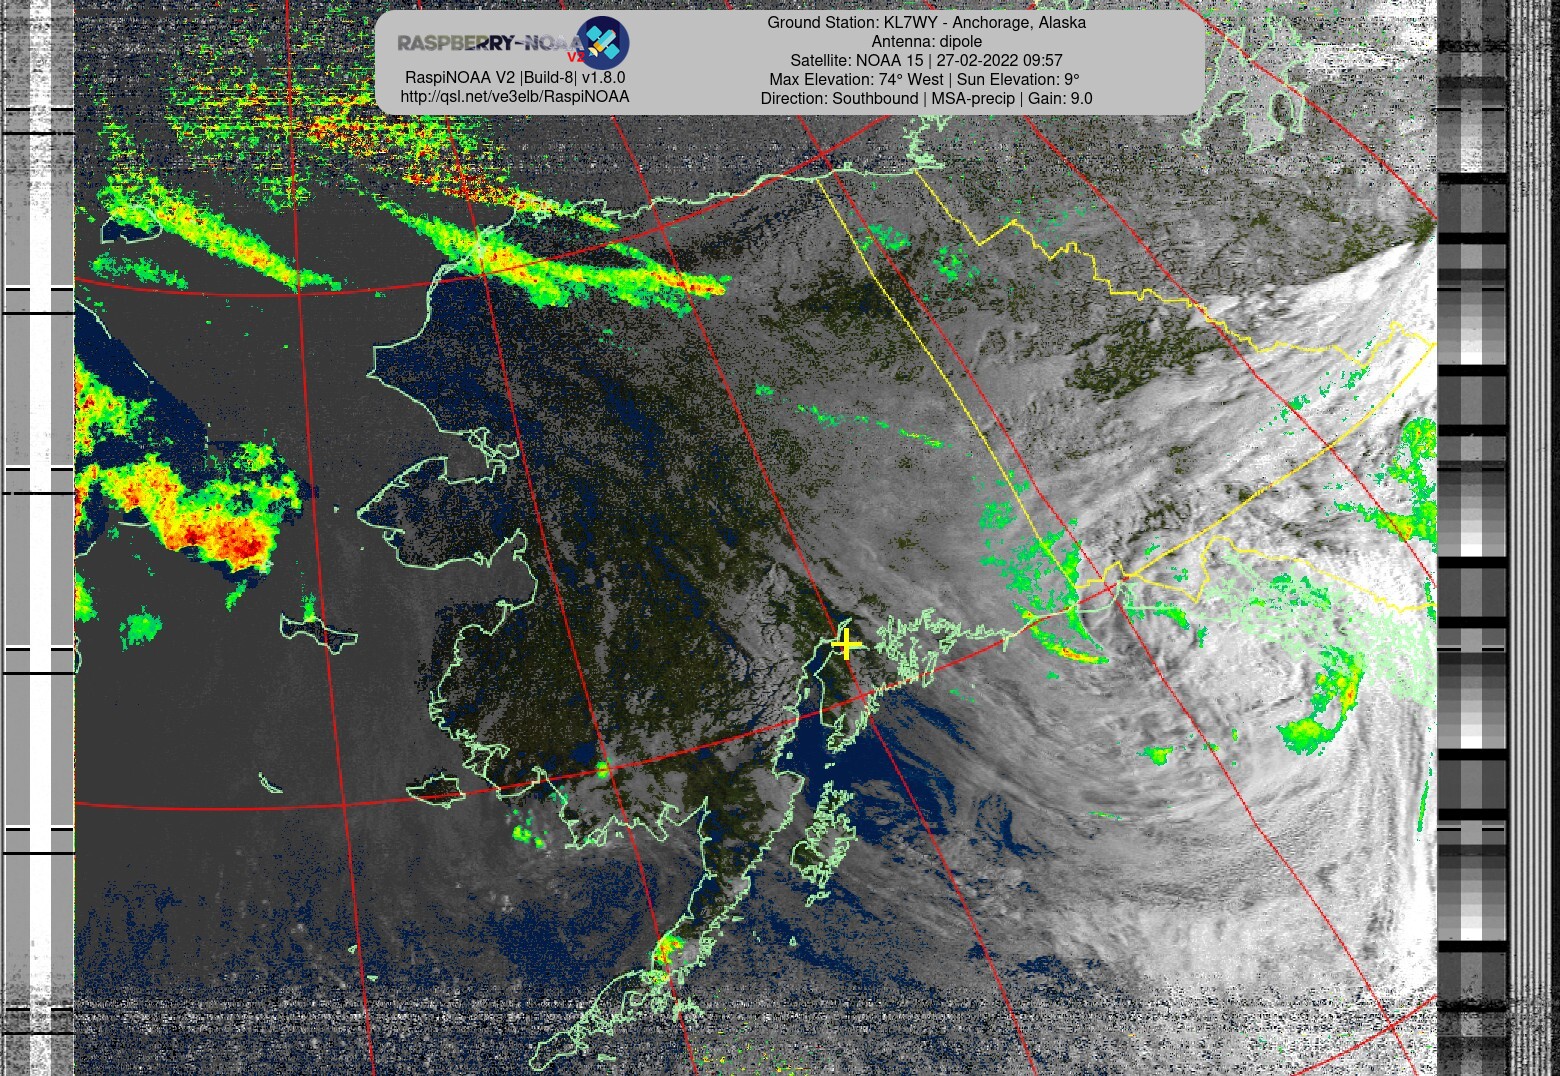 RASPBERRY-NOAA
V2
RaspiNOAA V2 |Build-8| v1.8.0
http://qsl.net/ve3elb/RaspiNOAA
Ground Station: KL7WY - Anchorage, Alaska
Antenna: dipole
Satellite: NOAA 15 | 27-02-2022 09:57
Max Elevation: 74° West | Sun Elevation: 9°
Direction: Southbound | MSA-precip | Gain: 9.0